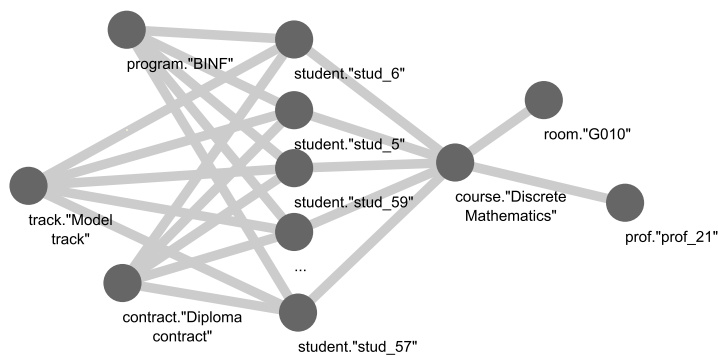 program."BINF"
student."stud_6"
student."stud_5"
room."G010"
student."stud_59"
course."Discrete
Mathematics"
track."Model
track"
prof."prof_21"
...
contract."Diploma
contract"
student."stud_57"